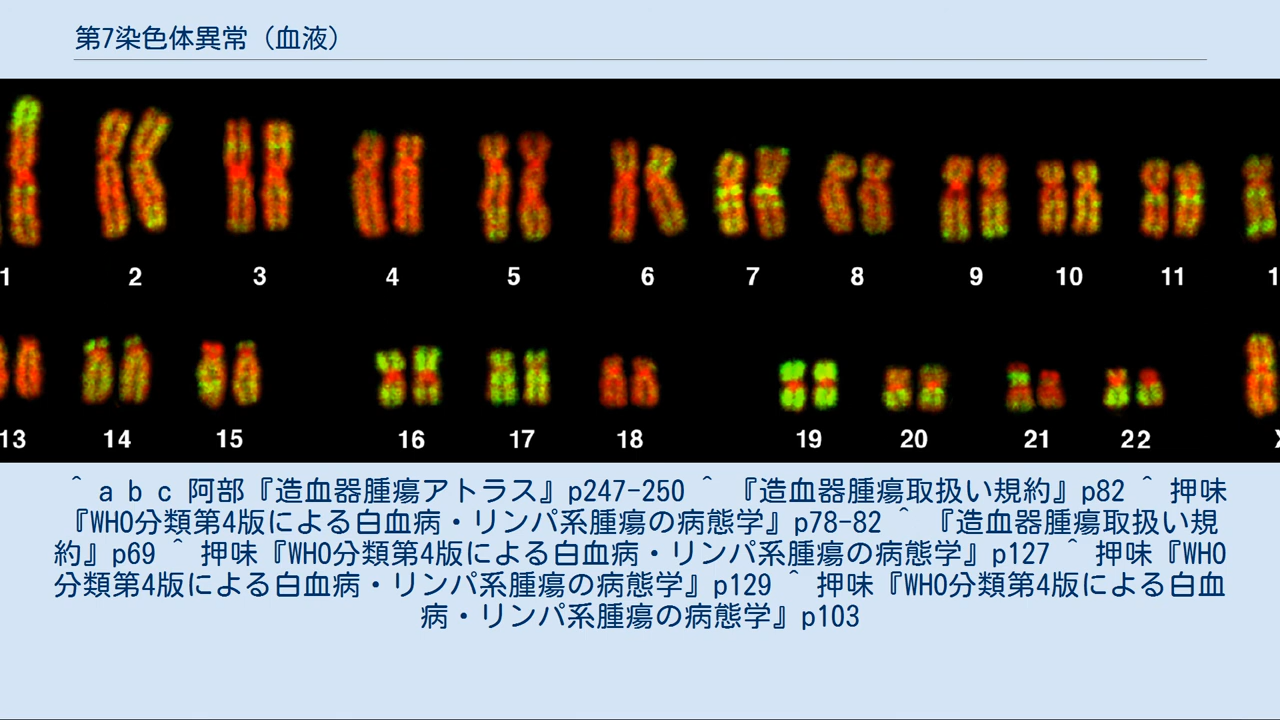 第7染色体異常（血液）
1 2 3 4 5 6 7 8 9 10 11 1
13 14 15 16 17 18 19 20 21 22
^ a b c 阿部『造血器腫瘍アトラス』p247-250 ^ 『造血器腫瘍取扱い規約』p82 ^ 押味
『WHO分類第4版による白血病・リンパ系腫瘍の病態学』p78-82 ^ 『造血器腫瘍取扱い規
約』p69 ^ 押味『WHO分類第4版による白血病・リンパ系腫瘍の病態学』p127 ^ 押味『WHO
分類第4版による白血病・リンパ系腫瘍の病態学』p129 ^ 押味『WHO分類第4版による白血
病・リンパ系腫瘍の病態学』p103